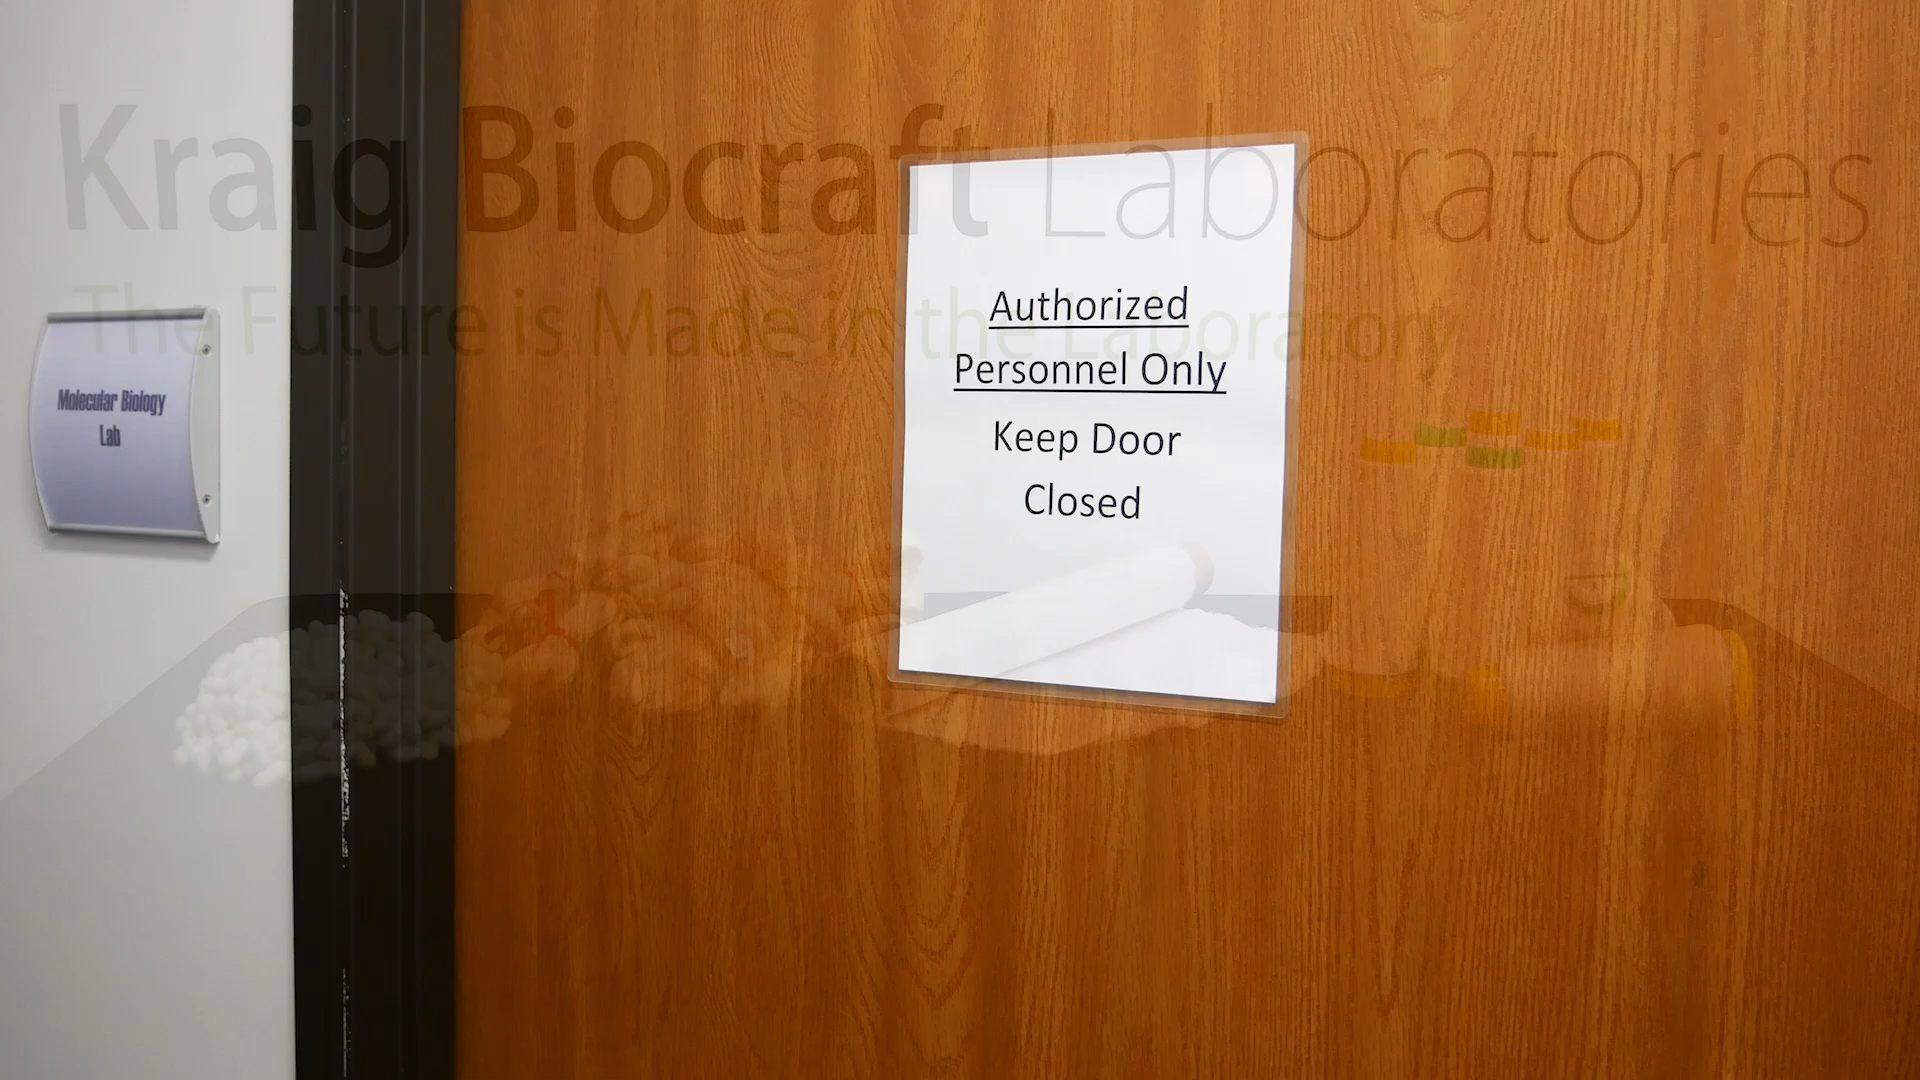 Kraig Biocraft Laboratories
The Future is Made in the Laboratory
Molecular Biology
Lab
Authorized
Personnel Only
Keep Door
Closed